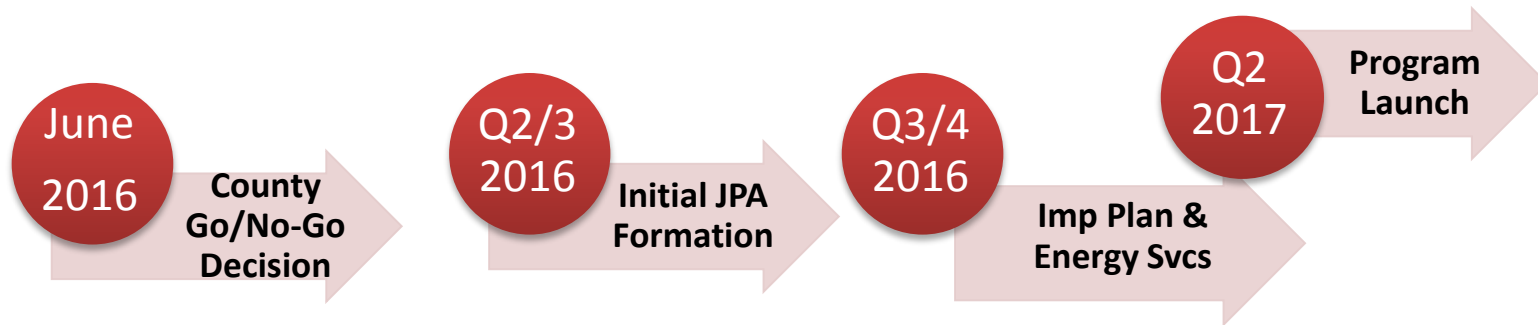 June
2016
County
Go/No-Go
Decision
Q2/3
2016
Initial JPA
Formation
Q3/4
2016
Imp Plan &
Energy Svcs
Q2
2017
Program
Launch